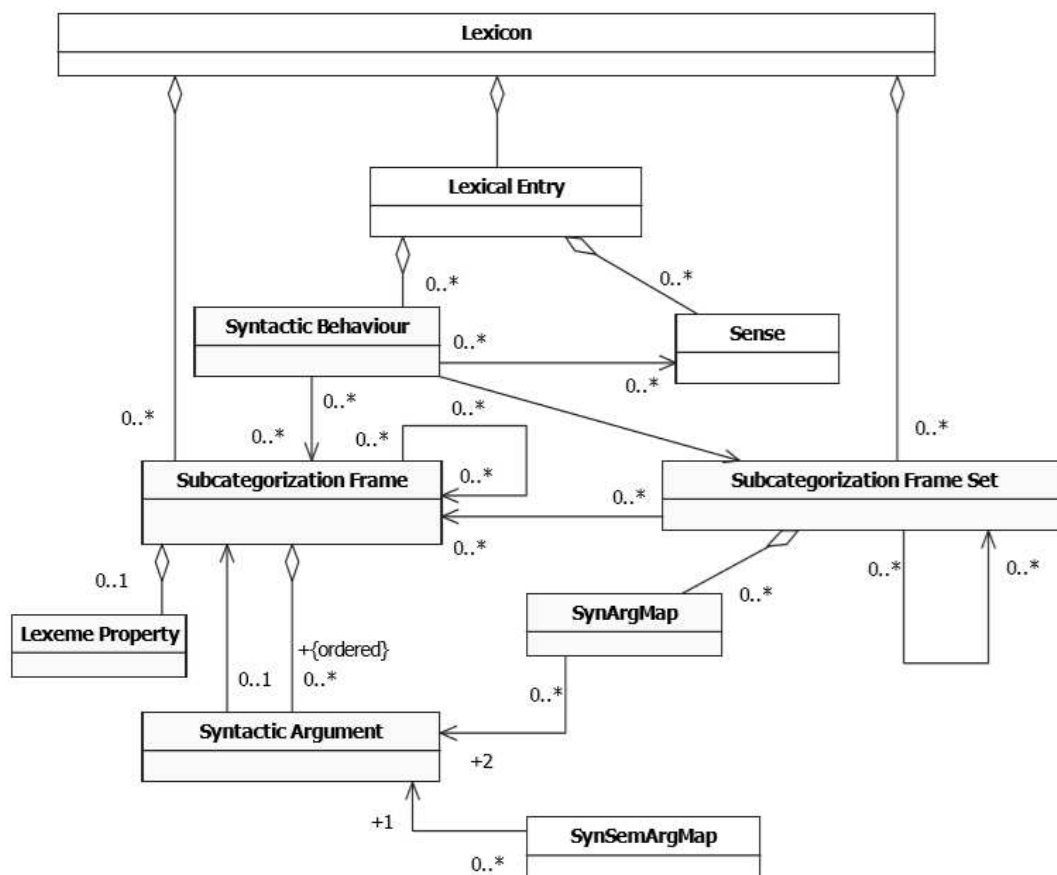 Lexicon
Lexical Entry
0..*
0..*
Syntactic Behaviour
0..*
Sense
0..*
0..*
0..*
0..*
0..*
0..*
0..*
Subcategorization Frame
0..*
0..*
Subcategorization Frame Set
0..*
0..1
0..*
0..*
0..*
Lexeme Property
SynArgMap
+{ordered}
0..1
0..*
0..*
Syntactic Argument
+2
+1
SynSemArgMap
0..*